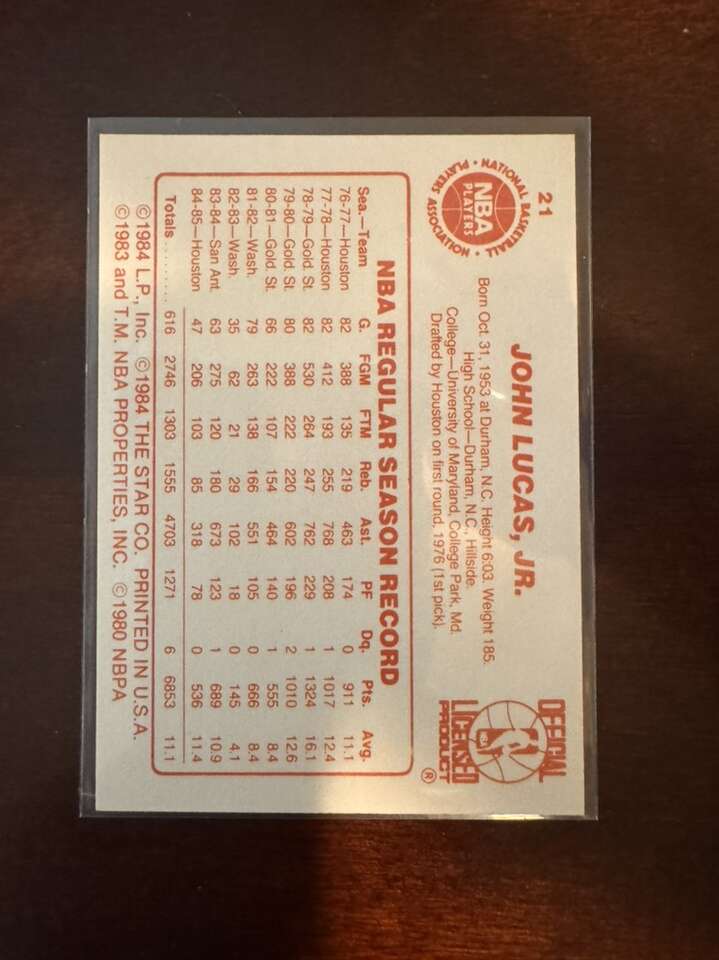 21
JOHN LUCAS, JR.
Born Oct. 31, 1953 at Durham, N.C. Height 6:03. Weight 185.
High School—Durham, N.C., Hillside.
College—University of Maryland, College Park, Md.
Drafted by Houston on first round, 1976 (1st pick).
NATIONAL BASKETBALL PLAYERS ASSOCIATION
NBA PLAYERS
OFFICIAL
NBA
LICENSED
PRODUCT ®
NBA REGULAR SEASON RECORD
Sea.—Team G. FGM FTM Reb. Ast. PF Dq. Pts. Avg.
76-77—Houston 82 388 135 219 463 174 0 911 11.1
77-78—Houston 82 412 193 255 768 208 1 1017 12.4
78-79—Gold. St. 82 530 264 247 762 229 1 1324 16.1
79-80—Gold. St. 80 388 222 220 602 196 2 1010 12.6
80-81—Gold. St. 66 222 107 154 464 140 1 555 8.4
81-82—Wash. 79 263 138 166 551 105 0 666 8.4
82-83—Wash. 35 62 21 29 102 18 0 145 4.1
83-84—San Ant. 63 275 120 180 673 123 1 689 10.9
84-85—Houston 47 206 103 85 318 78 0 536 11.4
Totals ......... 616 2746 1303 1555 4703 1271 6 6853 11.1
©1984 L.P., Inc. ©1984 THE STAR CO. PRINTED IN U.S.A.
©1983 and T.M. NBA PROPERTIES, INC. ©1980 NBPA